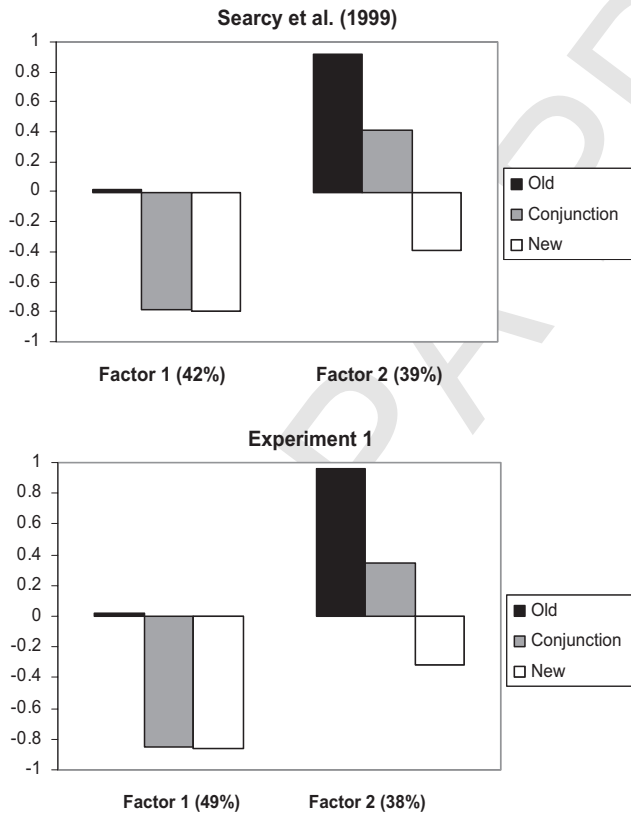 Searcy et al. (1999)
1
0.8
0.6
0.4
0.2
0
-0.2
-0.4
-0.6
-0.8
-1
Old
Conjunction
New
Factor 1 (42%) Factor 2 (39%)
Experiment 1
1
0.8
0.6
0.4
0.2
0
-0.2
-0.4
-0.6
-0.8
-1
Old
Conjunction
New
Factor 1 (49%) Factor 2 (38%)